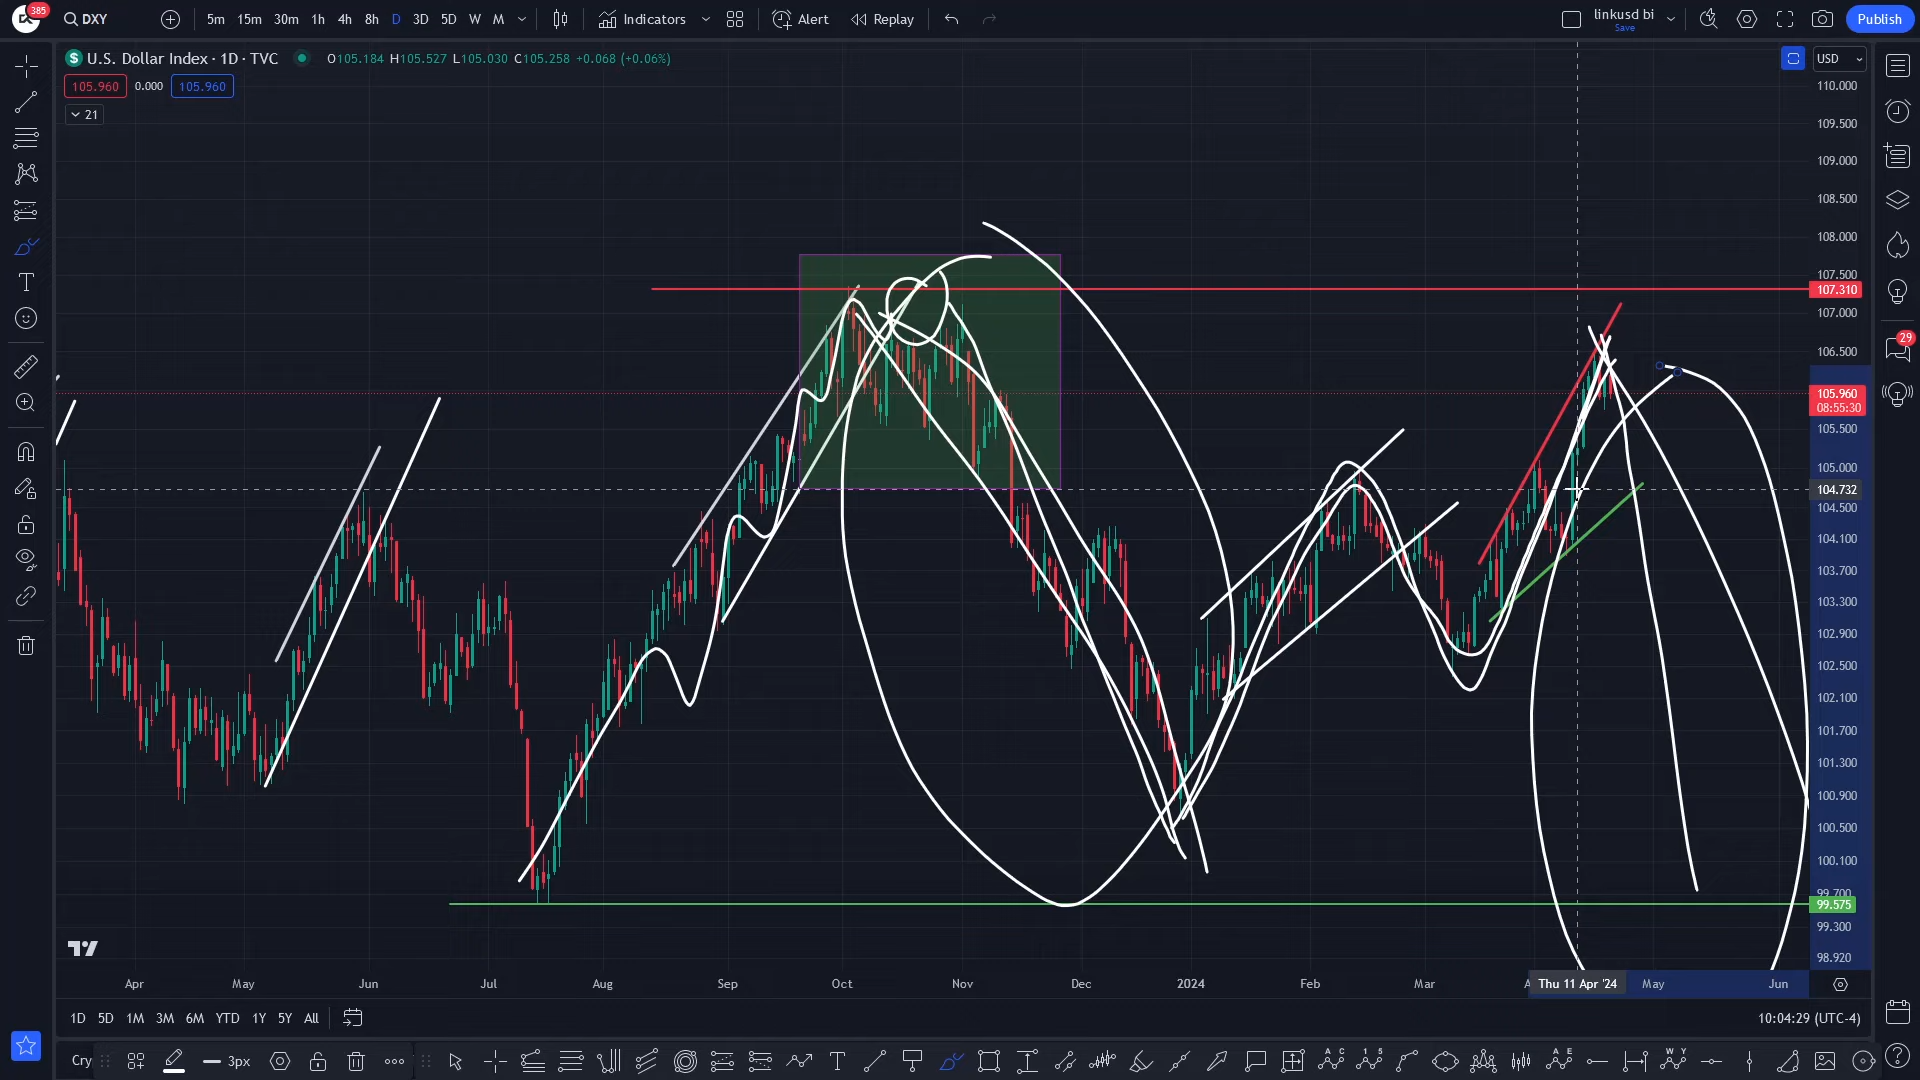 385
DXY
5m 15m 30m 1h 4h 8h D 3D 5D W M
Indicators
Alert
Replay
linkusd bi
Save
Publish
U.S. Dollar Index · 1D · TVC
O105.184 H105.527 L105.030 C105.258 +0.068 (+0.06%)
105.960 0.000 105.960
21
USD
110.000
109.500
109.000
108.500
108.000
107.500
107.310
107.000
106.500
105.960
08:55:30
105.500
105.000
104.732
104.500
104.100
103.700
103.300
102.900
102.500
102.100
101.700
101.300
100.900
100.500
100.100
99.700
99.575
99.300
98.920
29
Apr May Jun Jul Aug Sep Oct Nov Dec 2024 Feb Mar Thu 11 Apr '24 May Jun
1D 5D 1M 3M 6M YTD 1Y 5Y All
10:04:29 (UTC-4)
Cry
3px